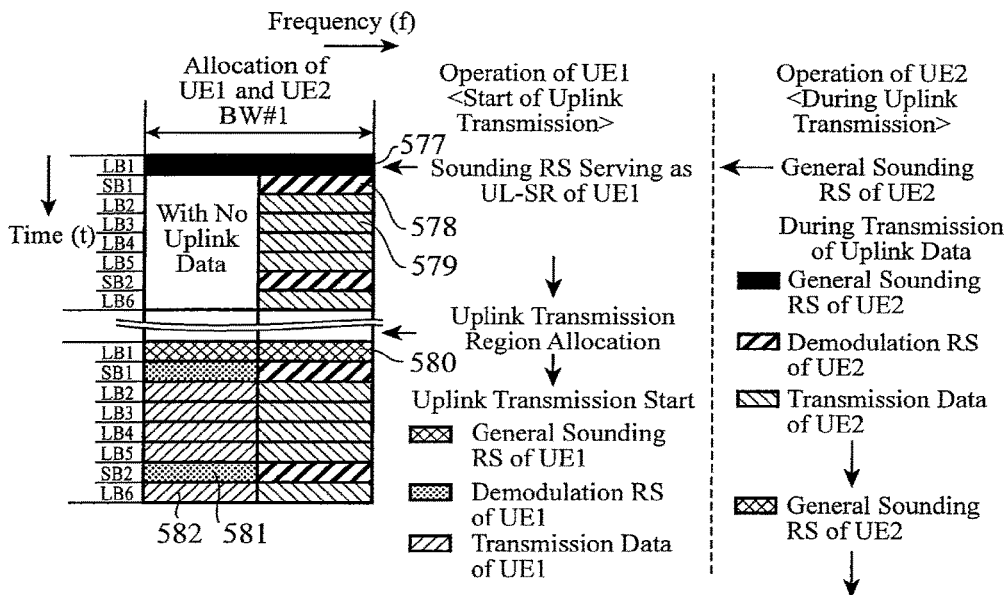 Frequency (f)
Allocation of
UE1 and UE2
BW#1
577
Time (t)
LB1
SB1
LB2
LB3
LB4
LB5
SB2
LB6
With No
Uplink
Data
578
579
LB1
SB1
LB2
LB3
LB4
LB5
SB2
LB6
580
582
581
Operation of UE1
<Start of Uplink
Transmission>
Sounding RS Serving as
UL-SR of UE1
Uplink Transmission
Region Allocation
Uplink Transmission Start
General Sounding
RS of UE1
Demodulation RS
of UE1
Transmission Data
of UE1
Operation of UE2
<During Uplink
Transmission>
General Sounding
RS of UE2
During Transmission
of Uplink Data
General Sounding
RS of UE2
Demodulation RS
of UE2
Transmission Data
of UE2
General Sounding
RS of UE2